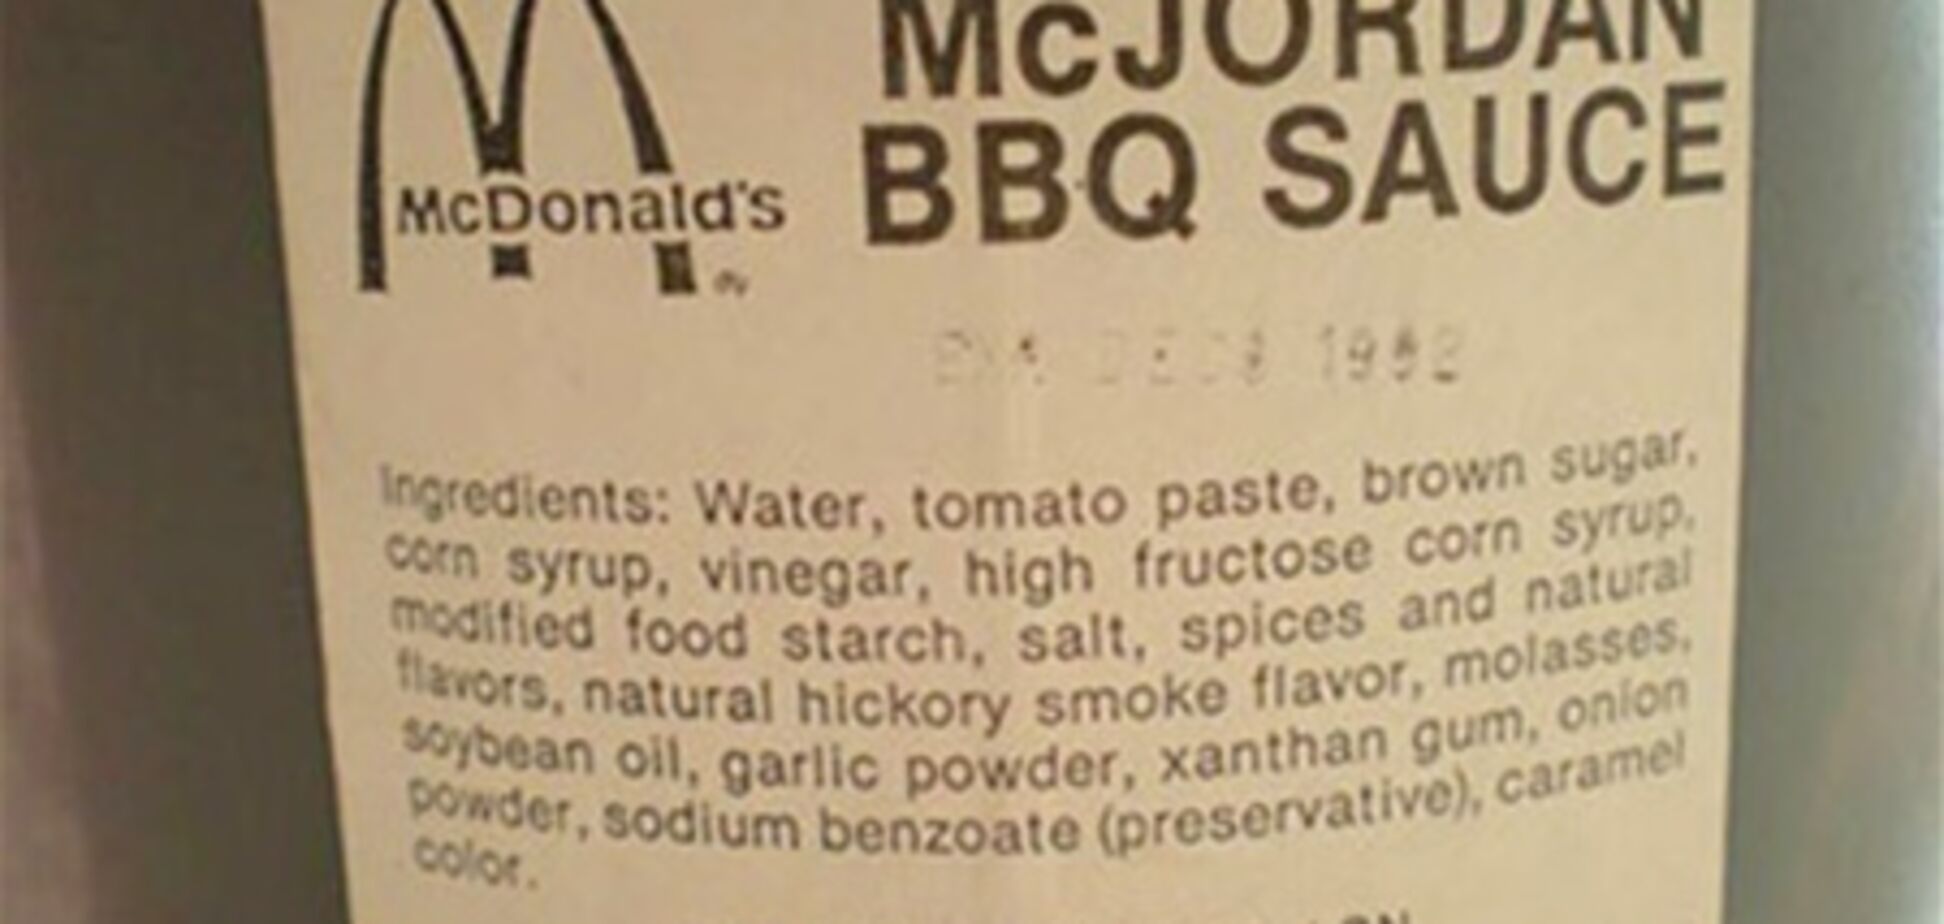 McJORDAN
BBQ SAUCE
McDonald's
1992
Ingredients: Water, tomato paste, brown sugar,
corn syrup, vinegar, high fructose corn syrup,
modified food starch, salt, spices and natural
flavors, natural hickory smoke flavor, molasses,
soybean oil, garlic powder, xanthan gum, onion
powder, sodium benzoate (preservative), caramel
color.